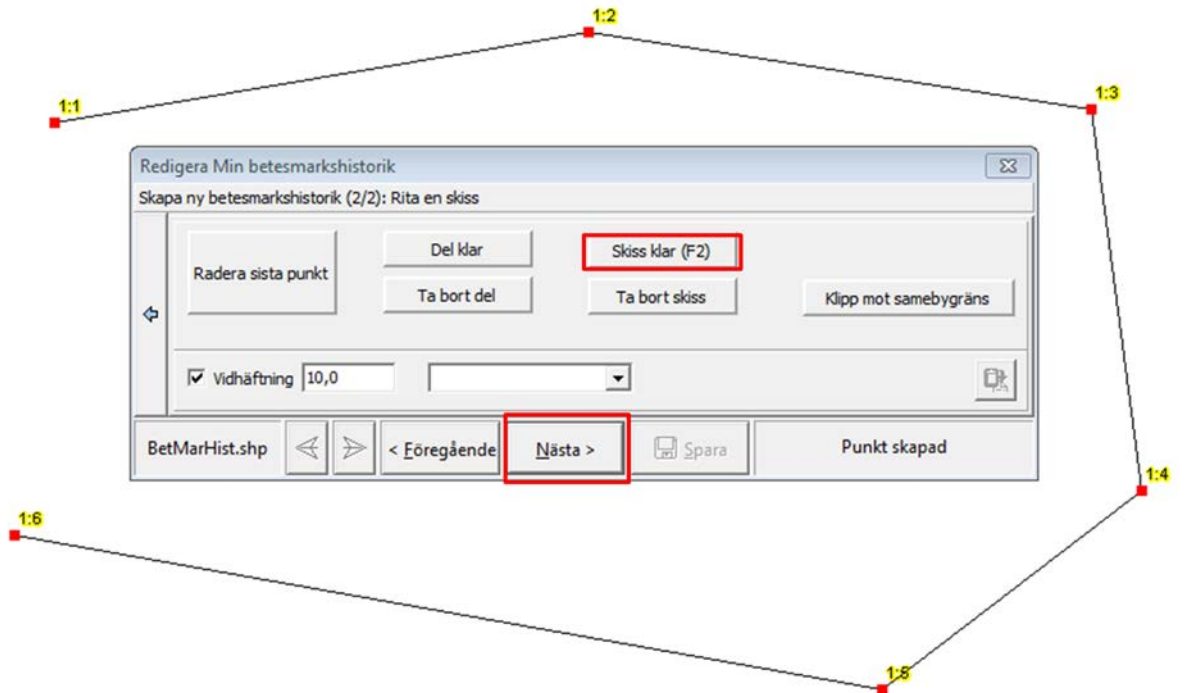 1:2
1:3
1:1
Redigera Min betesmarkshistorik
Skapa ny betesmarkshistorik (2/2): Rita en skiss
Radera sista punkt
Del klar
Skiss klar (F2)
Ta bort del
Ta bort skiss
Klipp mot samebygräns
Vidhäftning 10,0
BetMarHist.shp < Föregående Nästa > Spara Punkt skapad
1:4
1:6
1:5